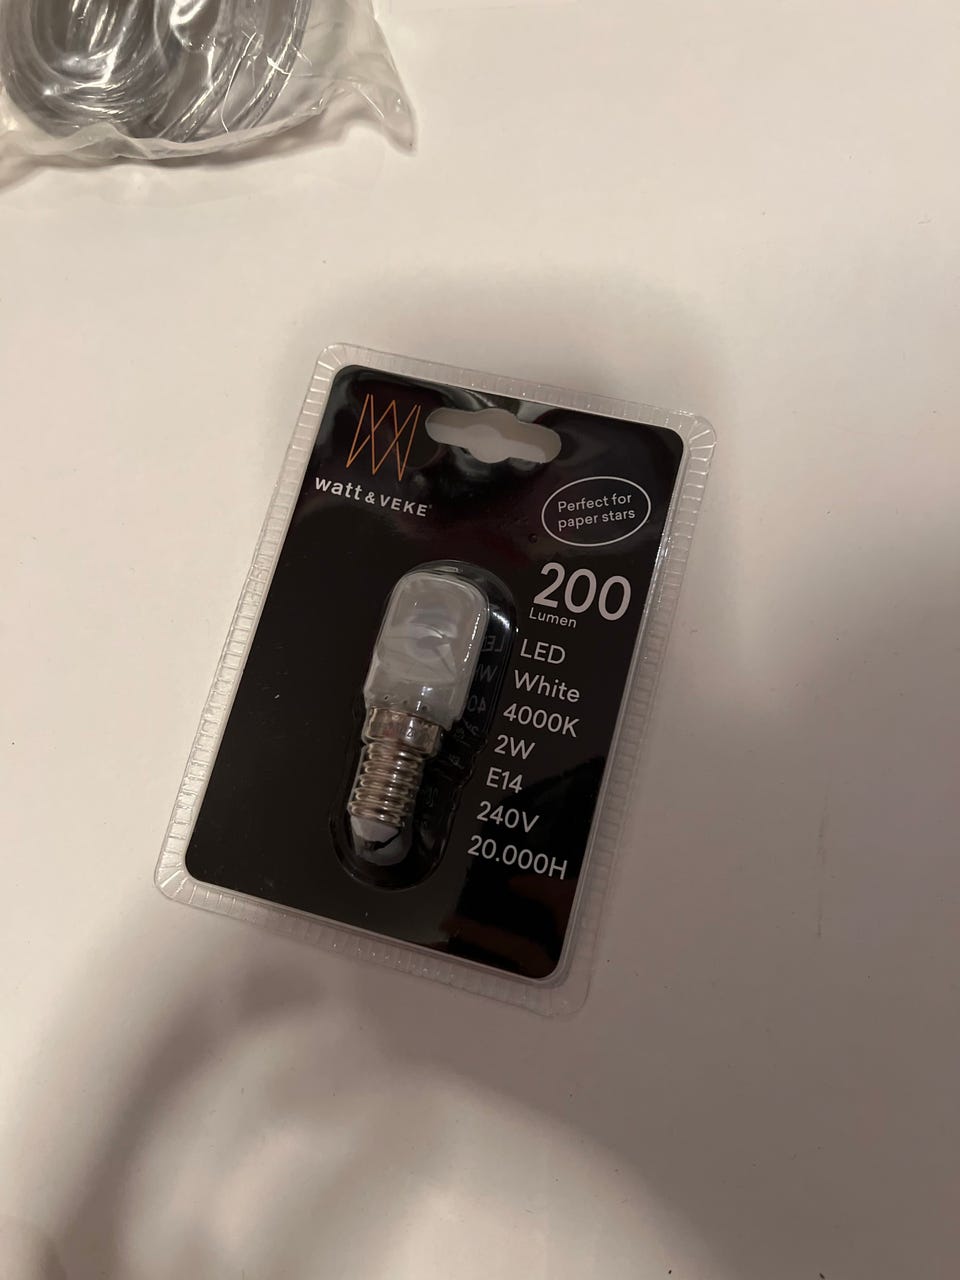 watt & VEKE
Perfect for
paper stars
200
Lumen
LED
White
4000K
2W
E14
240V
20.000H